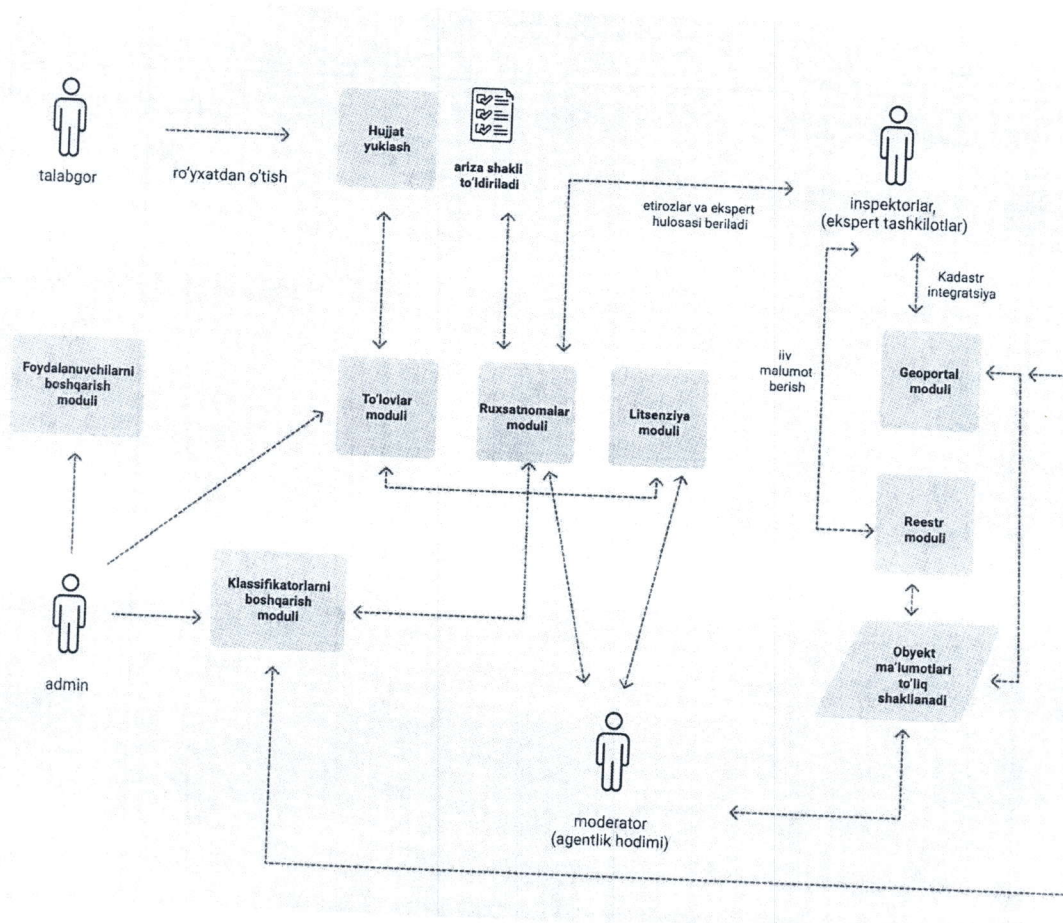 talabgor
ro'yxatdan o'tish
Hujjat
yuklash
ariza shakli
to'ldiriladi
etirozlar va ekspert
hulosasi beriladi
inspektorlar,
(ekspert tashkilotlar)
Kadastr
integratsiya
Foydalanuvchilarni
boshqarish
moduli
To'lovlar
moduli
Ruxsatnomalar
moduli
Litsenziya
moduli
iiv
malumot
berish
Geoportal
moduli
Reestr
moduli
admin
Klassifikatorlarni
boshqarish
moduli
Obyekt
ma'lumotlari
to'liq
shakllanadi
moderator
(agentlik hodimi)